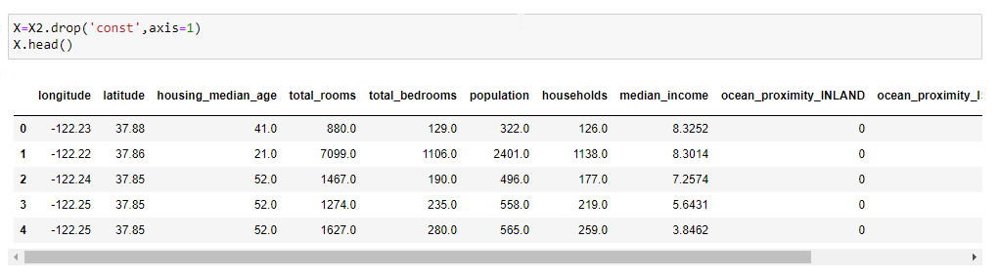 X=X2.drop('const',axis=1)
X.head()
longitude latitude housing_median_age total_rooms total_bedrooms population households median_income ocean_proximity_INLAND
0 -122.23 37.88 41.0 880.0 129.0 322.0 126.0 8.3252 0
1 -122.22 37.86 21.0 7099.0 1106.0 2401.0 1138.0 8.3014 0
2 -122.24 37.85 52.0 1467.0 190.0 496.0 177.0 7.2574 0
3 -122.25 37.85 52.0 1274.0 235.0 558.0 219.0 5.6431 0
4 -122.25 37.85 52.0 1627.0 280.0 565.0 259.0 3.8462 0